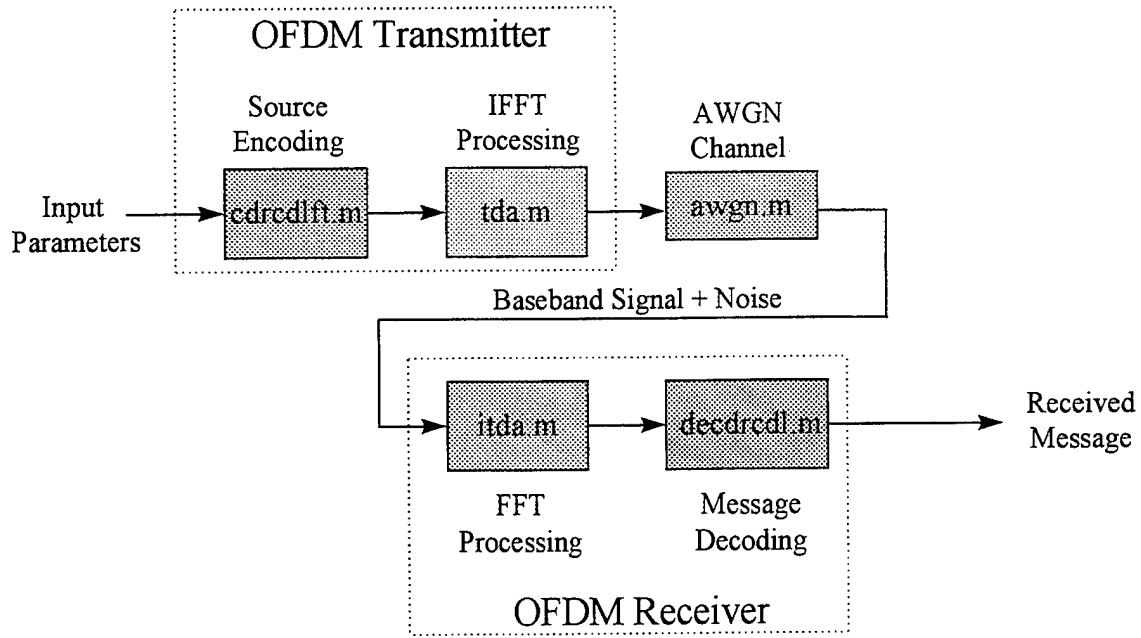 OFDM Transmitter
Source
Encoding
IFFT
Processing
AWGN
Channel
Input
Parameters
cdrcdlft.m
tda.m
awgn.m
Baseband Signal + Noise
itda.m
decdrcdl.m
Received
Message
FFT
Processing
Message
Decoding
OFDM Receiver